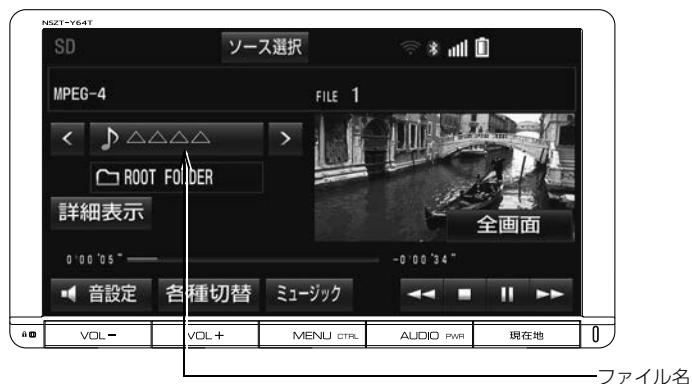 NSZT-Y64T
SD ソース選択
MPEG-4 FILE 1
< ♪△△△△ >
ROOT FOLDER
詳細表示 全画面
0'00'05" -0'00'34"
音設定 各種切替 ミュージック
VOL− VOL+ MENU CTRL AUDIO PWR 現在地
ファイル名